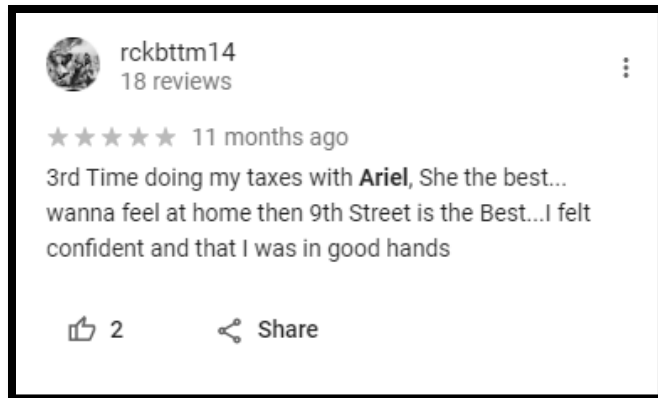 rckbttm14
18 reviews
11 months ago
3rd Time doing my taxes with Ariel, She the best...
wanna feel at home then 9th Street is the Best...I felt
confident and that I was in good hands
2
Share